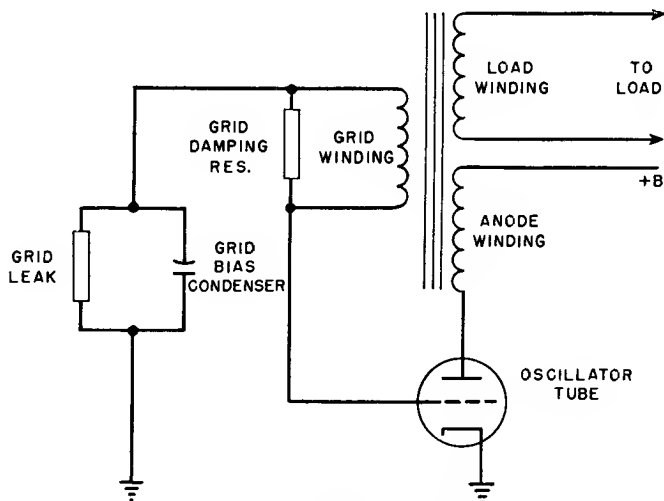 LOAD
WINDING
TO
LOAD
GRID
DAMPING
RES.
GRID
WINDING
+B
ANODE
WINDING
GRID
LEAK
GRID
BIAS
CONDENSER
OSCILLATOR
TUBE